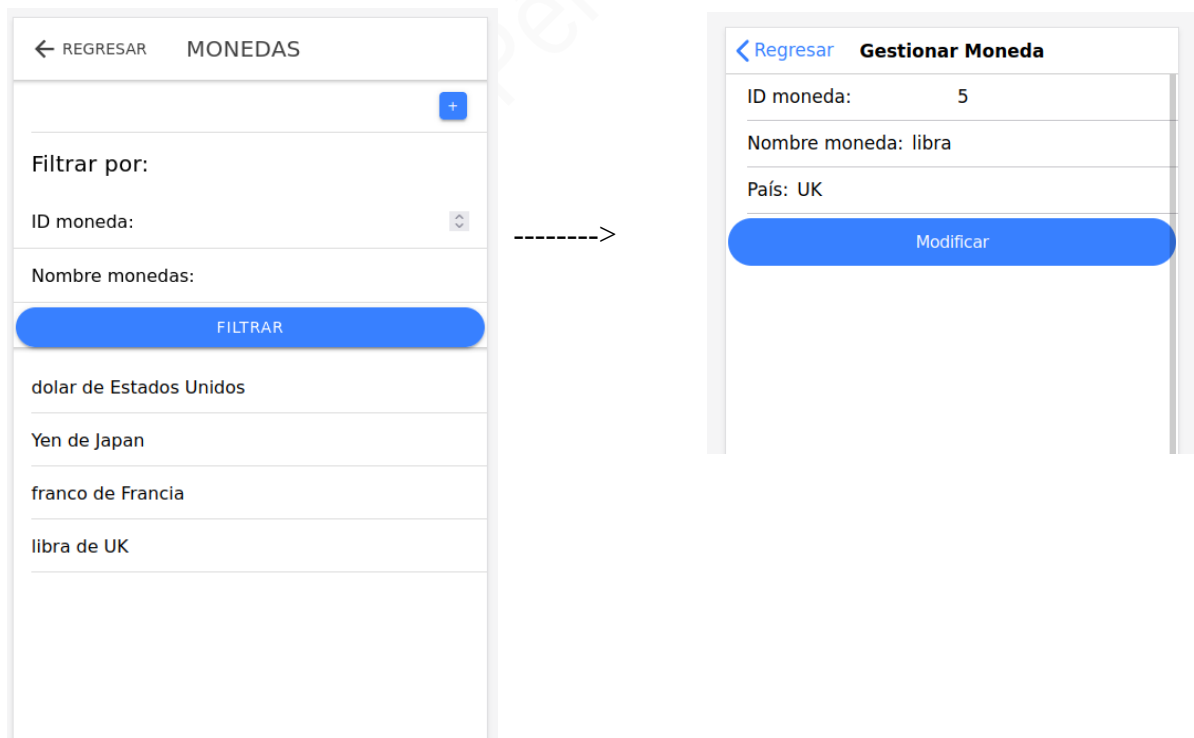 REGRESAR MONEDAS
+
Filtrar por:
ID moneda:
Nombre monedas:
FILTRAR
dolar de Estados Unidos
Yen de Japan
franco de Francia
libra de UK
-------->
Regresar Gestionar Moneda
ID moneda: 5
Nombre moneda: libra
País: UK
Modificar